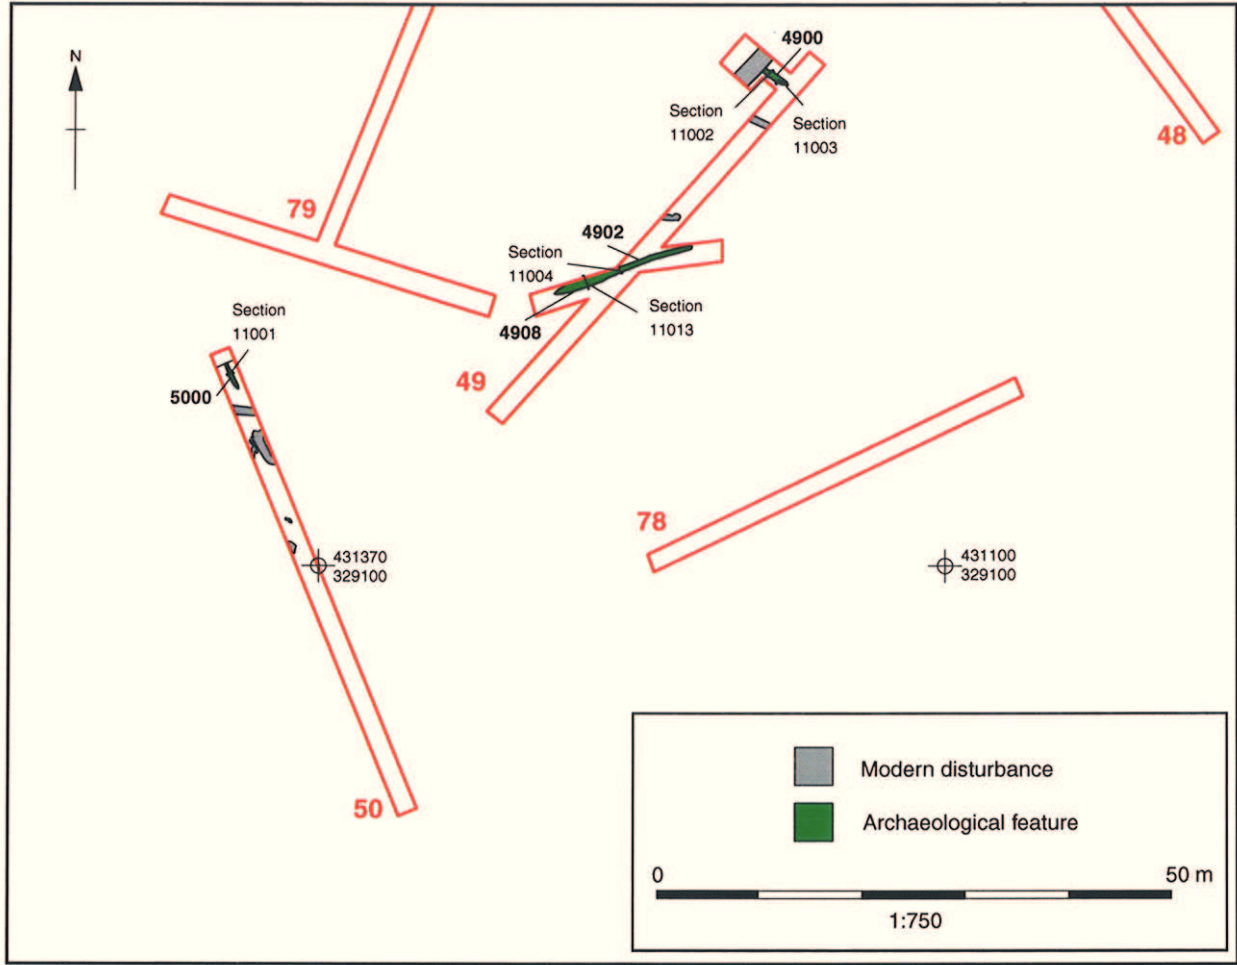 N
4900
Section
11002
Section
11003
48
79
4902
Section
11004
Section
11013
4908
Section
11001
5000
49
78
431370
329100
431100
329100
50
Modern disturbance
Archaeological feature
0
50 m
1:750